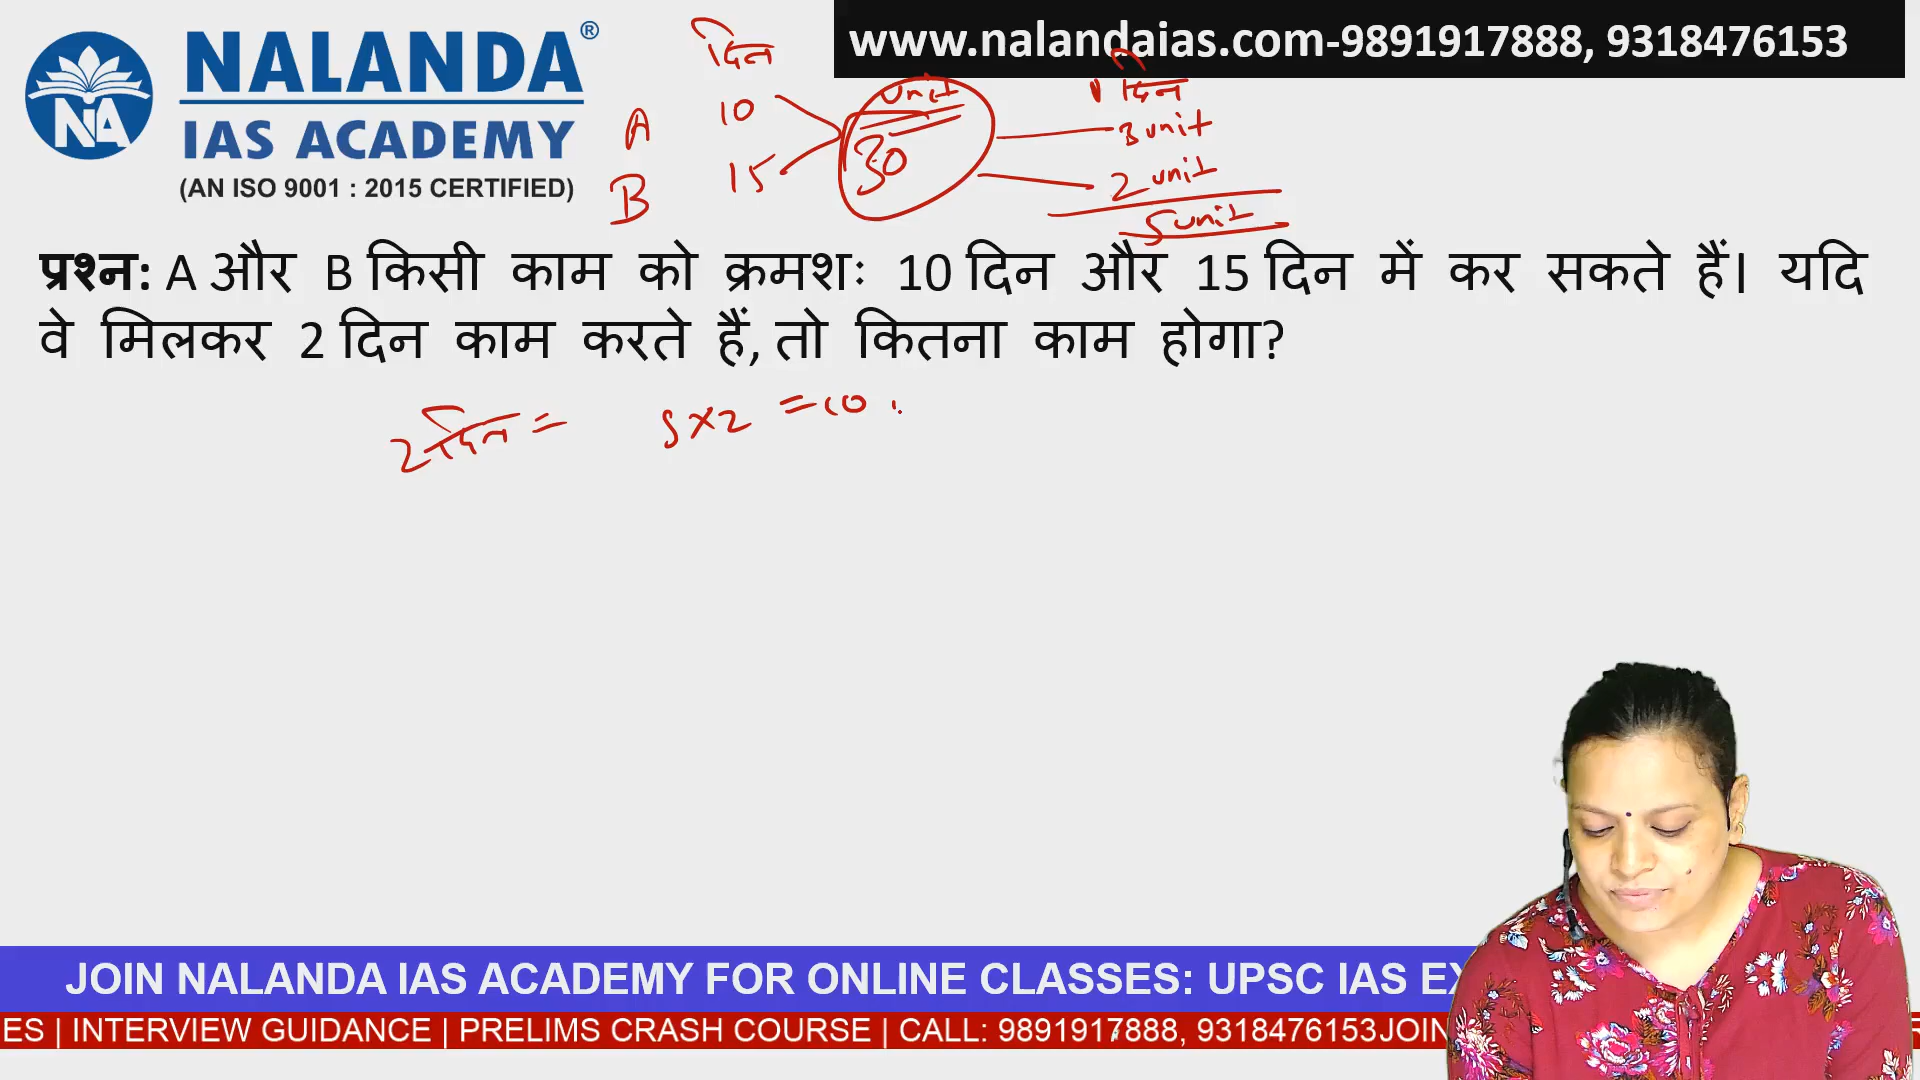 NALANDA®
IAS ACADEMY
(AN ISO 9001 : 2015 CERTIFIED)
NA
www.nalandaias.com-9891917888, 9318476153
दिन
unit
1 दिन
A 10 30 3 unit
B 15 2 unit
5 unit
प्रश्न: A और B किसी काम को क्रमशः 10 दिन और 15 दिन में कर सकते हैं। यदि
वे मिलकर 2 दिन काम करते हैं, तो कितना काम होगा?
2 दिन = 5 × 2 = 10
JOIN NALANDA IAS ACADEMY FOR ONLINE CLASSES: UPSC IAS EX
ES | INTERVIEW GUIDANCE | PRELIMS CRASH COURSE | CALL: 9891917888, 9318476153JOIN